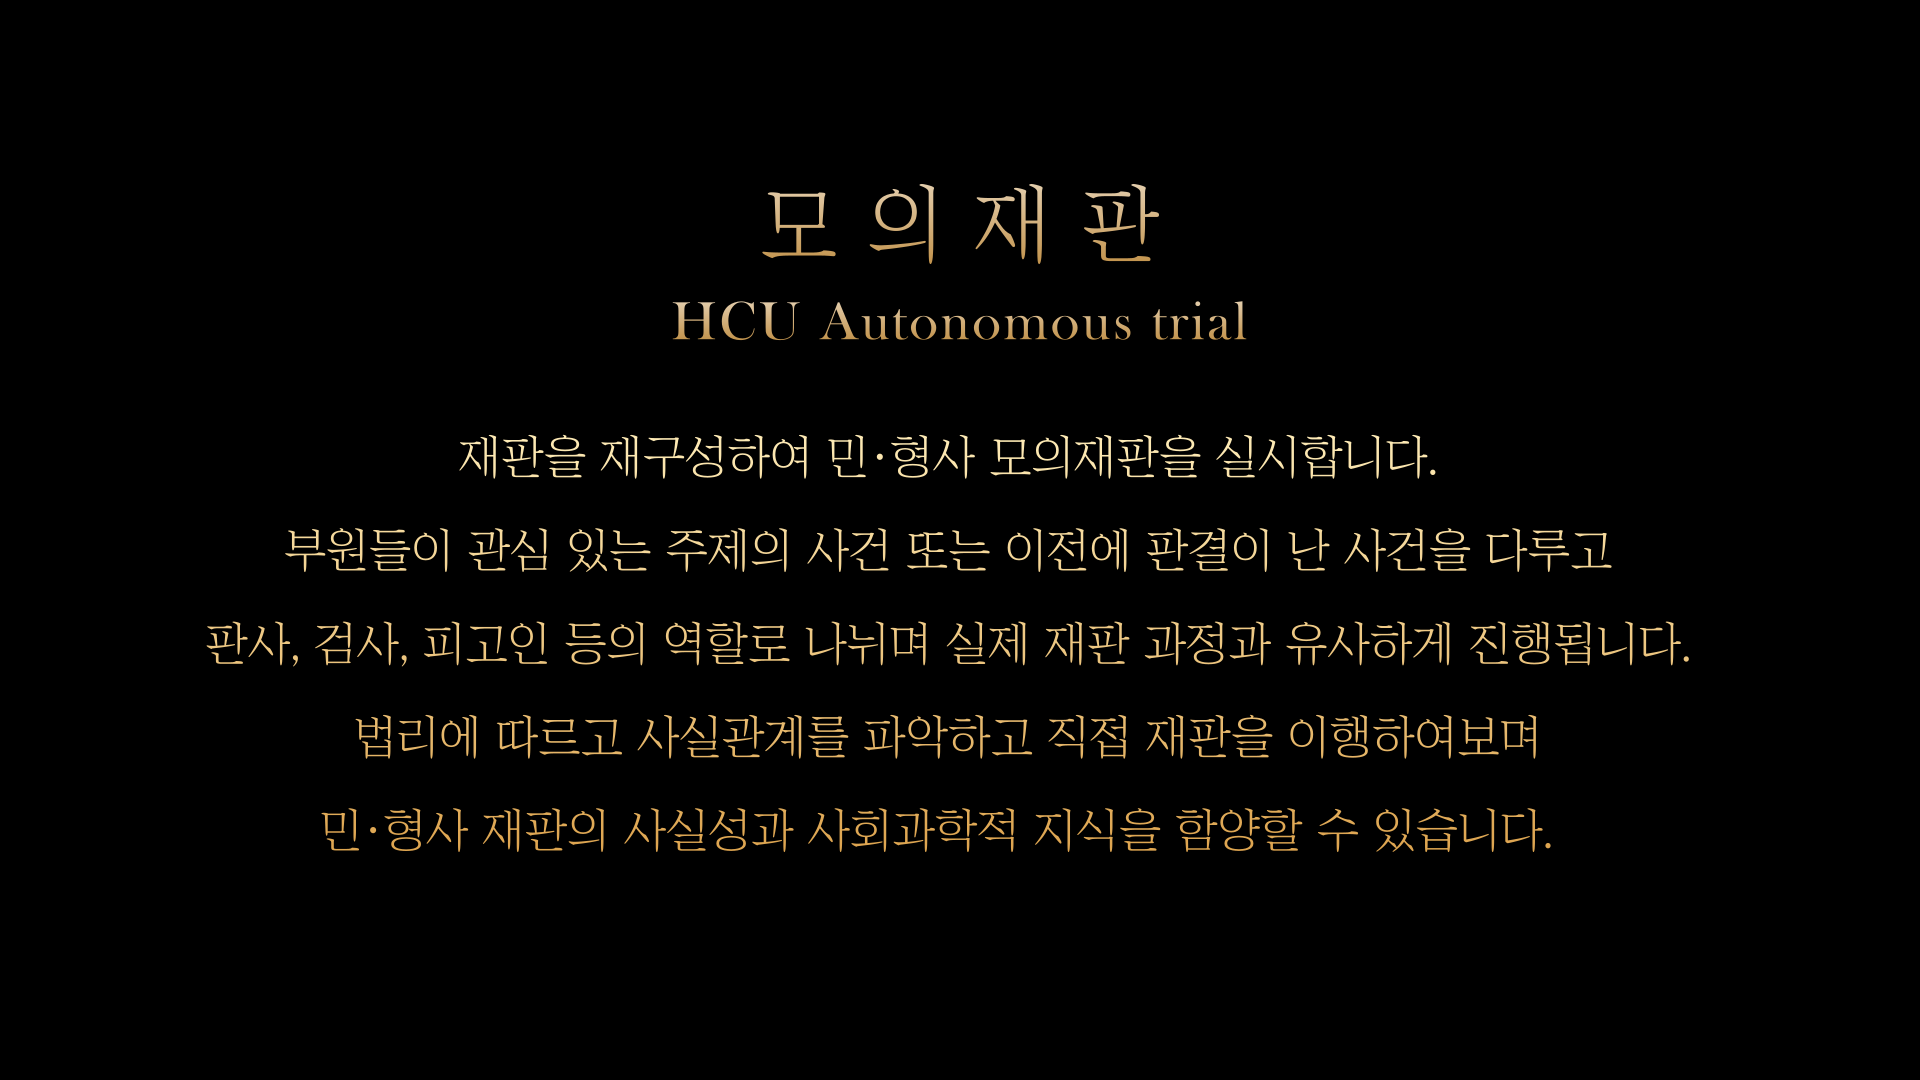 모의재판
HCU Autonomous trial
재판을 재구성하여 민·형사 모의재판을 실시합니다.
부원들이 관심 있는 주제의 사건 또는 이전에 판결이 난 사건을 다루고
판사, 검사, 피고인 등의 역할로 나뉘며 실제 재판 과정과 유사하게 진행됩니다.
법리에 따르고 사실관계를 파악하고 직접 재판을 이행하여보며
민·형사 재판의 사실성과 사회과학적 지식을 함양할 수 있습니다.